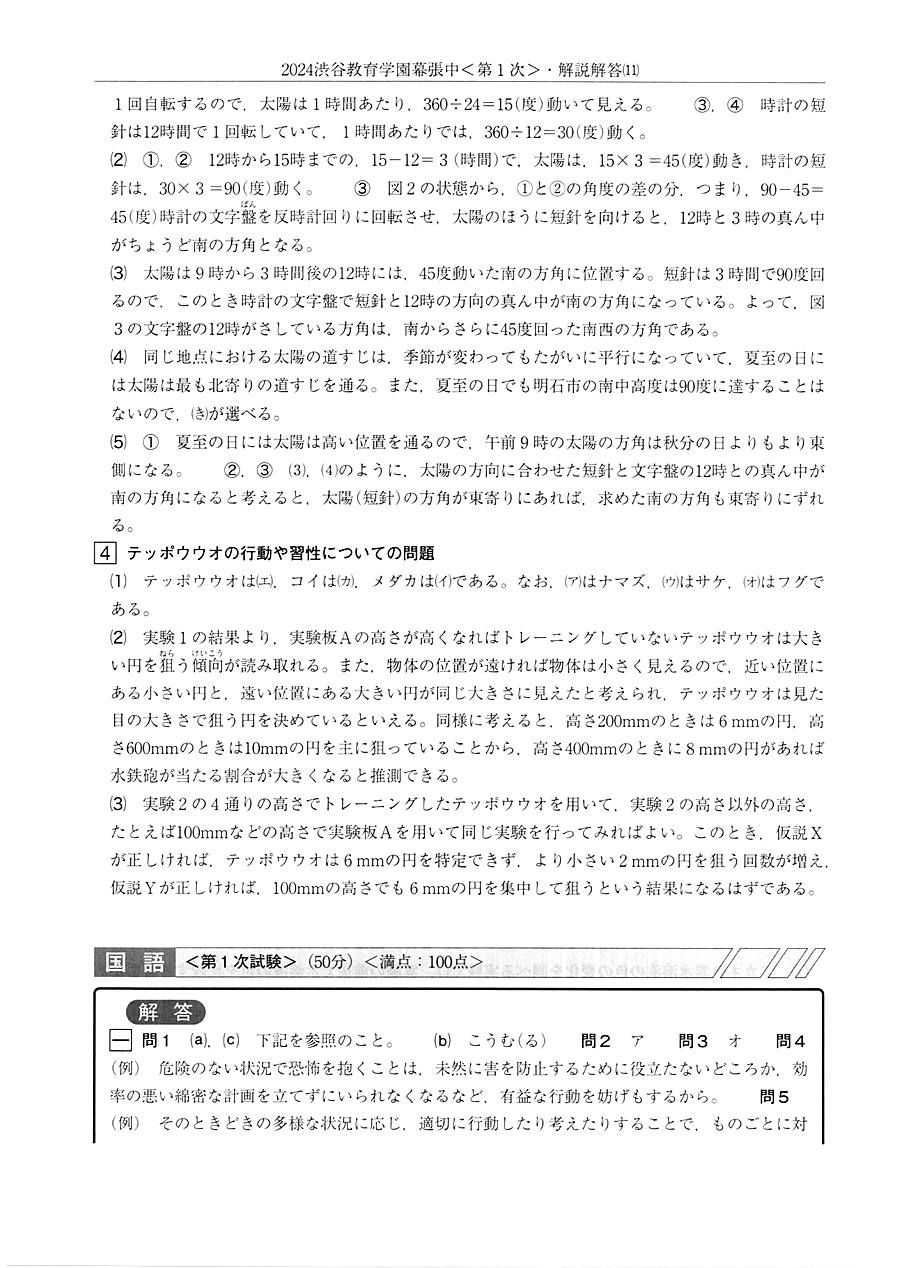 2024渋谷教育学園幕張中<第1次>・解説解答⑾
1回自転するので，太陽は1時間あたり，360÷24＝15(度)動いて見える。　③，④　時計の短
針は12時間で1回転していて，1時間あたりでは，360÷12＝30(度)動く。
⑵　①，②　12時から15時までの，15－12＝3(時間)で，太陽は，15×3＝45(度)動き，時計の短
針は，30×3＝90(度)動く。　③　図2の状態から，①と②の角度の差の分，つまり，90－45＝
45(度)時計の文字盤(ばん)を反時計回りに回転させ，太陽のほうに短針を向けると，12時と3時の真ん中
がちょうど南の方角となる。
⑶　太陽は9時から3時間後の12時には，45度動いた南の方角に位置する。短針は3時間で90度回
るので，このとき時計の文字盤で短針と12時の方向の真ん中が南の方角になっている。よって，図
3の文字盤の12時がさしている方角は，南からさらに45度回った南西の方角である。
⑷　同じ地点における太陽の道すじは，季節が変わってもたがいに平行になっていて，夏至の日に
は太陽は最も北寄りの道すじを通る。また，夏至の日でも明石市の南中高度は90度に達することは
ないので，(き)が選べる。
⑸　①　夏至の日には太陽は高い位置を通るので，午前9時の太陽の方角は秋分の日よりもより東
側になる。　②，③　⑶，⑷のように，太陽の方向に合わせた短針と文字盤の12時との真ん中が
南の方角になると考えると，太陽(短針)の方角が東寄りにあれば，求めた南の方角も東寄りにずれ
る。
4　テッポウウオの行動や習性についての問題
⑴　テッポウウオは(エ)，コイは(カ)，メダカは(イ)である。なお，(ア)はナマズ，(ウ)はサケ，(オ)はフグで
ある。
⑵　実験1の結果より，実験板Aの高さが高くなればトレーニングしていないテッポウウオは大き
い円を狙(ねら)う傾向(けいこう)が読み取れる。また，物体の位置が遠ければ物体は小さく見えるので，近い位置に
ある小さい円と，遠い位置にある大きい円が同じ大きさに見えたと考えられ，テッポウウオは見た
目の大きさで狙う円を決めているといえる。同様に考えると，高さ200mmのときは6mmの円，高
さ600mmのときは10mmの円を主に狙っていることから，高さ400mmのときに8mmの円があれば
水鉄砲が当たる割合が大きくなると推測できる。
⑶　実験2の4通りの高さでトレーニングしたテッポウウオを用いて，実験2の高さ以外の高さ，
たとえば100mmなどの高さで実験板Aを用いて同じ実験を行ってみればよい。このとき，仮説X
が正しければ，テッポウウオは6mmの円を特定できず，より小さい2mmの円を狙う回数が増え，
仮説Yが正しければ，100mmの高さでも6mmの円を集中して狙うという結果になるはずである。
国語　＜第1次試験＞（50分）＜満点：100点＞
解答
一　問1　(a)，(c)　下記を参照のこと。　(b)　こうむ(る)　問2　ア　問3　オ　問4
（例）　危険のない状況で恐怖を抱くことは，未然に害を防止するために役立たないどころか，効
率の悪い綿密な計画を立てずにいられなくなるなど，有益な行動を妨げもするから。　問5
（例）　そのときどきの多様な状況に応じ，適切に行動したり考えたりすることで，ものごとに対